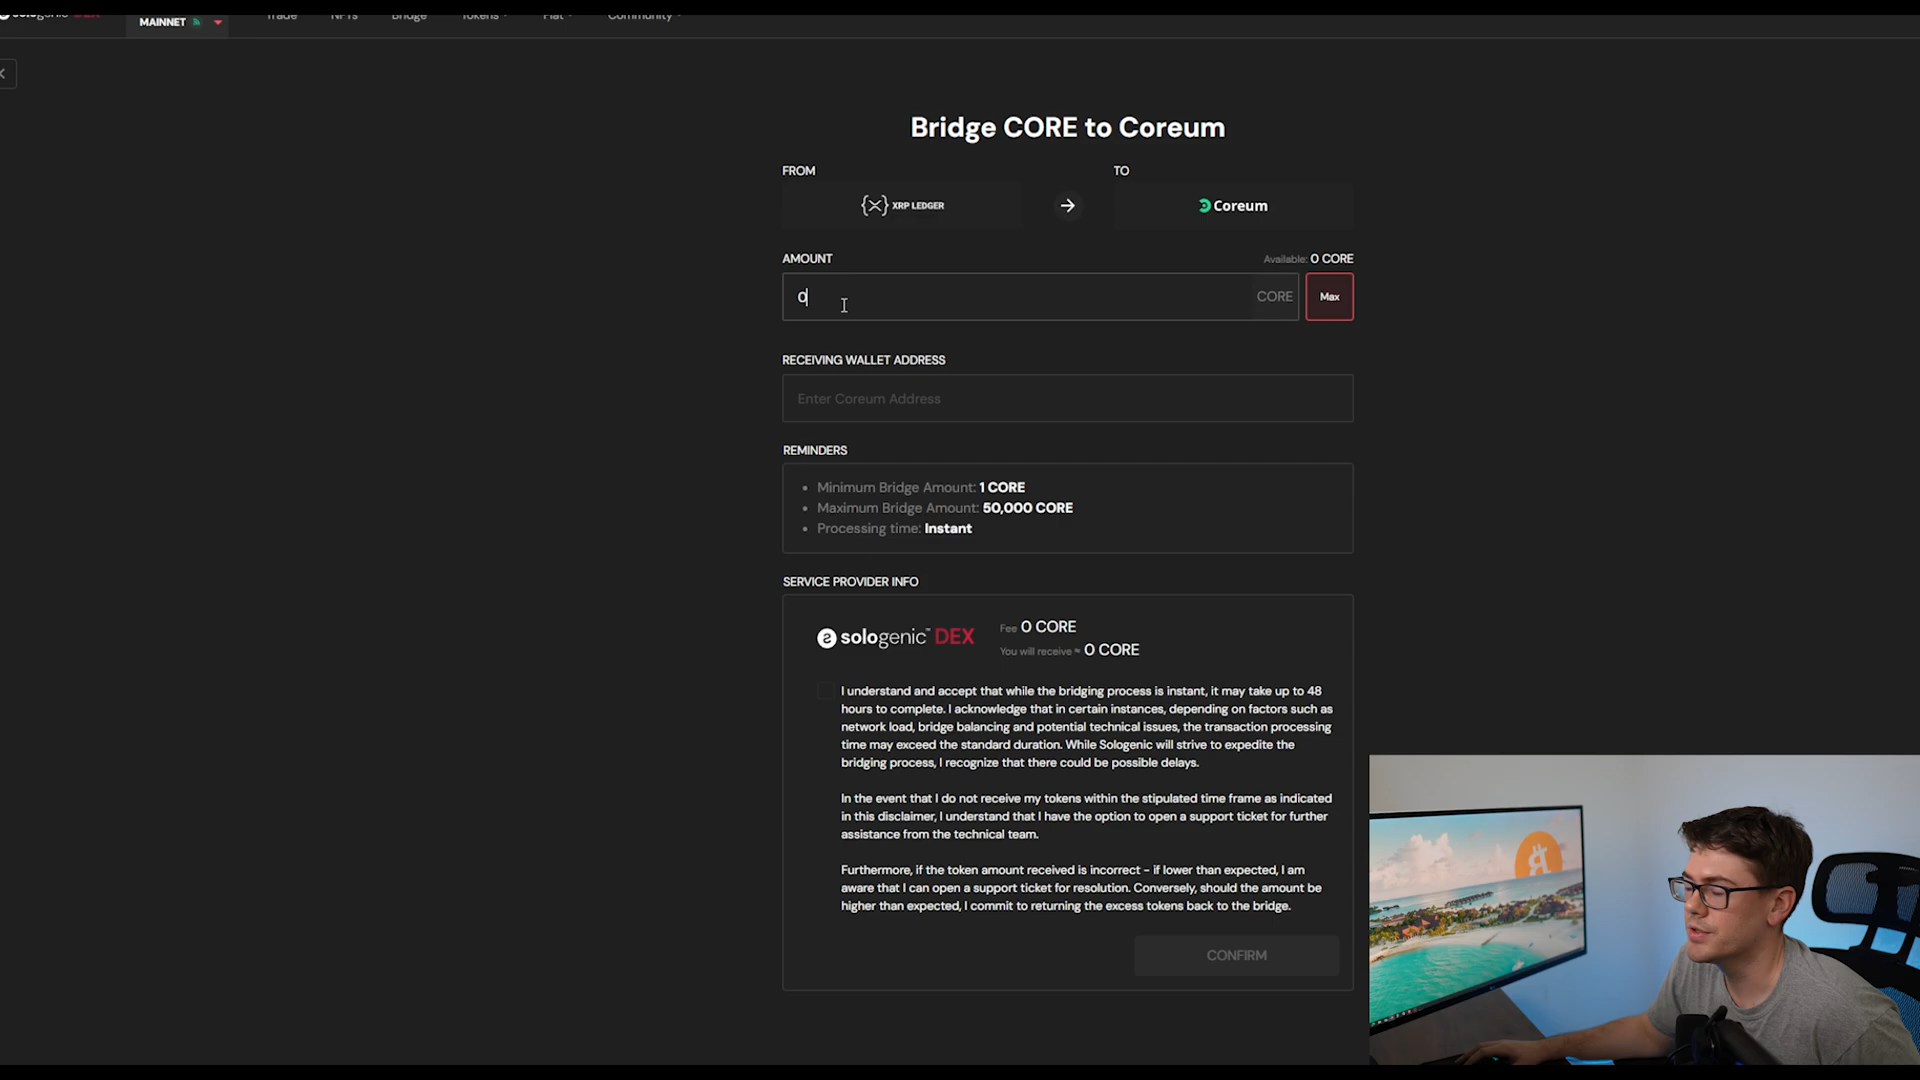 sologenic DEX
MAINNET
Trade NFTs Bridge Tokens Fiat Community
Bridge CORE to Coreum
FROM TO
{X} XRP LEDGER → Coreum
AMOUNT Available: 0 CORE
0 CORE Max
RECEIVING WALLET ADDRESS
Enter Coreum Address
REMINDERS
• Minimum Bridge Amount: 1 CORE
• Maximum Bridge Amount: 50,000 CORE
• Processing time: Instant
SERVICE PROVIDER INFO
sologenic™ DEX
Fee 0 CORE
You will receive ≈ 0 CORE
I understand and accept that while the bridging process is instant, it may take up to 48
hours to complete. I acknowledge that in certain instances, depending on factors such as
network load, bridge balancing and potential technical issues, the transaction processing
time may exceed the standard duration. While Sologenic will strive to expedite the
bridging process, I recognize that there could be possible delays.
In the event that I do not receive my tokens within the stipulated time frame as indicated
in this disclaimer, I understand that I have the option to open a support ticket for further
assistance from the technical team.
Furthermore, if the token amount received is incorrect - if lower than expected, I am
aware that I can open a support ticket for resolution. Conversely, should the amount be
higher than expected, I commit to returning the excess tokens back to the bridge.
CONFIRM